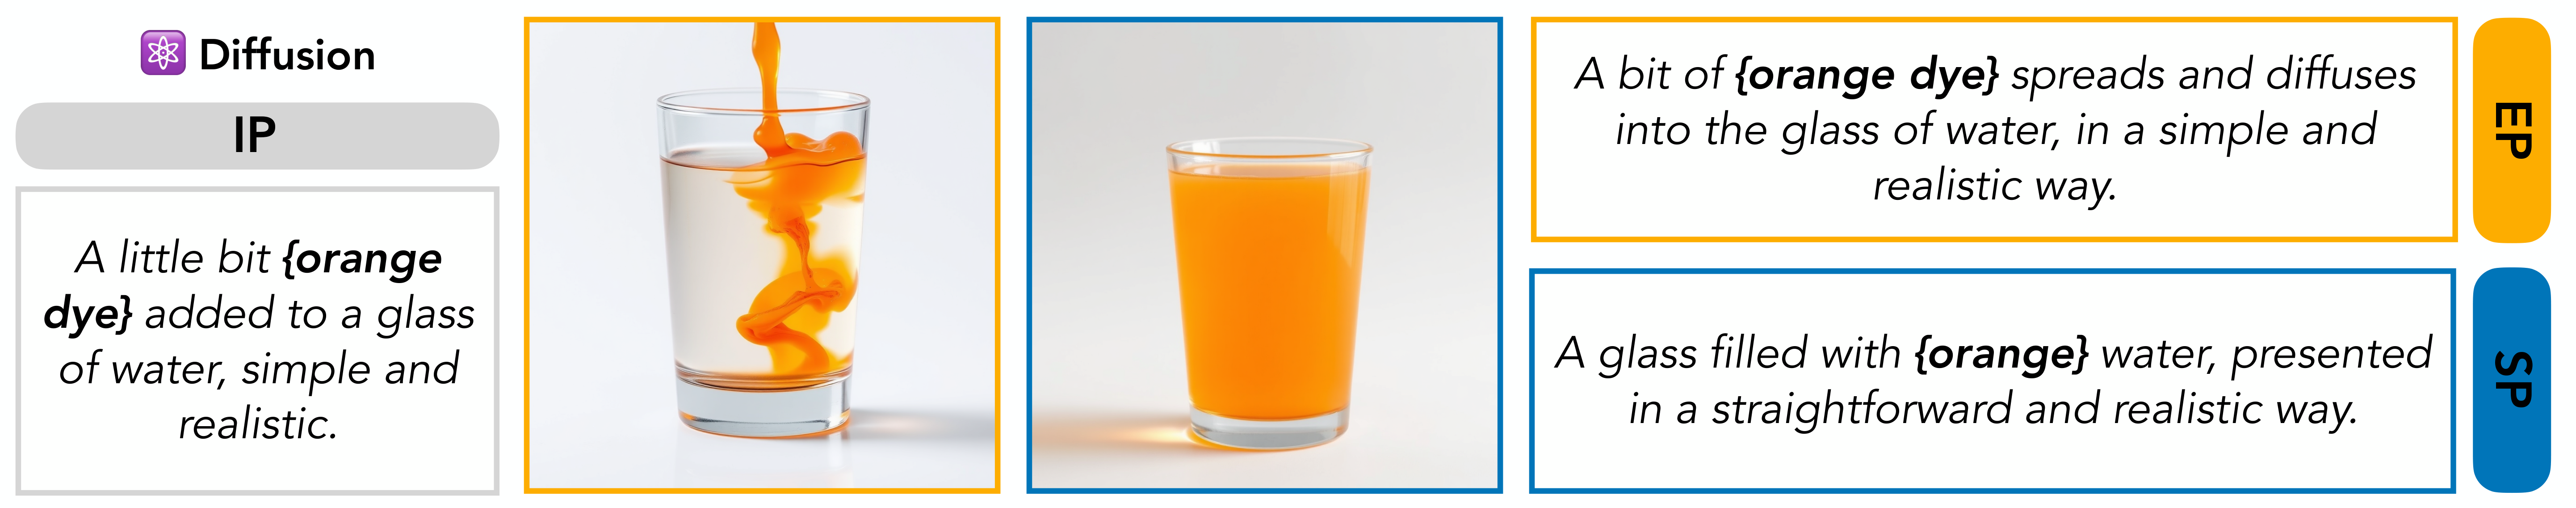 Diffusion
IP
A little bit {orange
dye} added to a glass
of water, simple and
realistic.
A bit of {orange dye} spreads and diffuses
into the glass of water, in a simple and
realistic way.
EP
A glass filled with {orange} water, presented
in a straightforward and realistic way.
SP